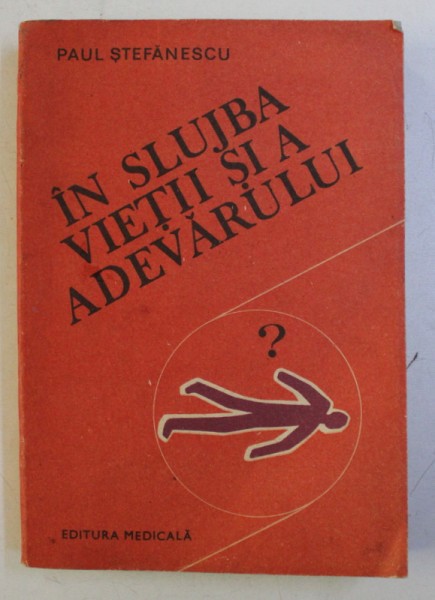 PAUL ȘTEFĂNESCU
ÎN SLUJBA
VIEȚII ȘI A
ADEVĂRULUI
?
EDITURA MEDICALĂ